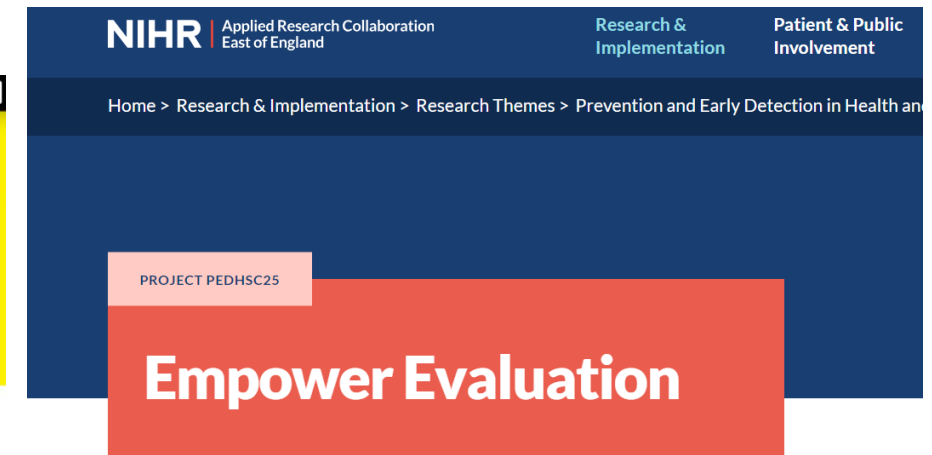 NIHR | Applied Research Collaboration
East of England
Research &
Implementation
Patient & Public
Involvement
Home > Research & Implementation > Research Themes > Prevention and Early Detection in Health an
PROJECT PEDHSC25
Empower Evaluation